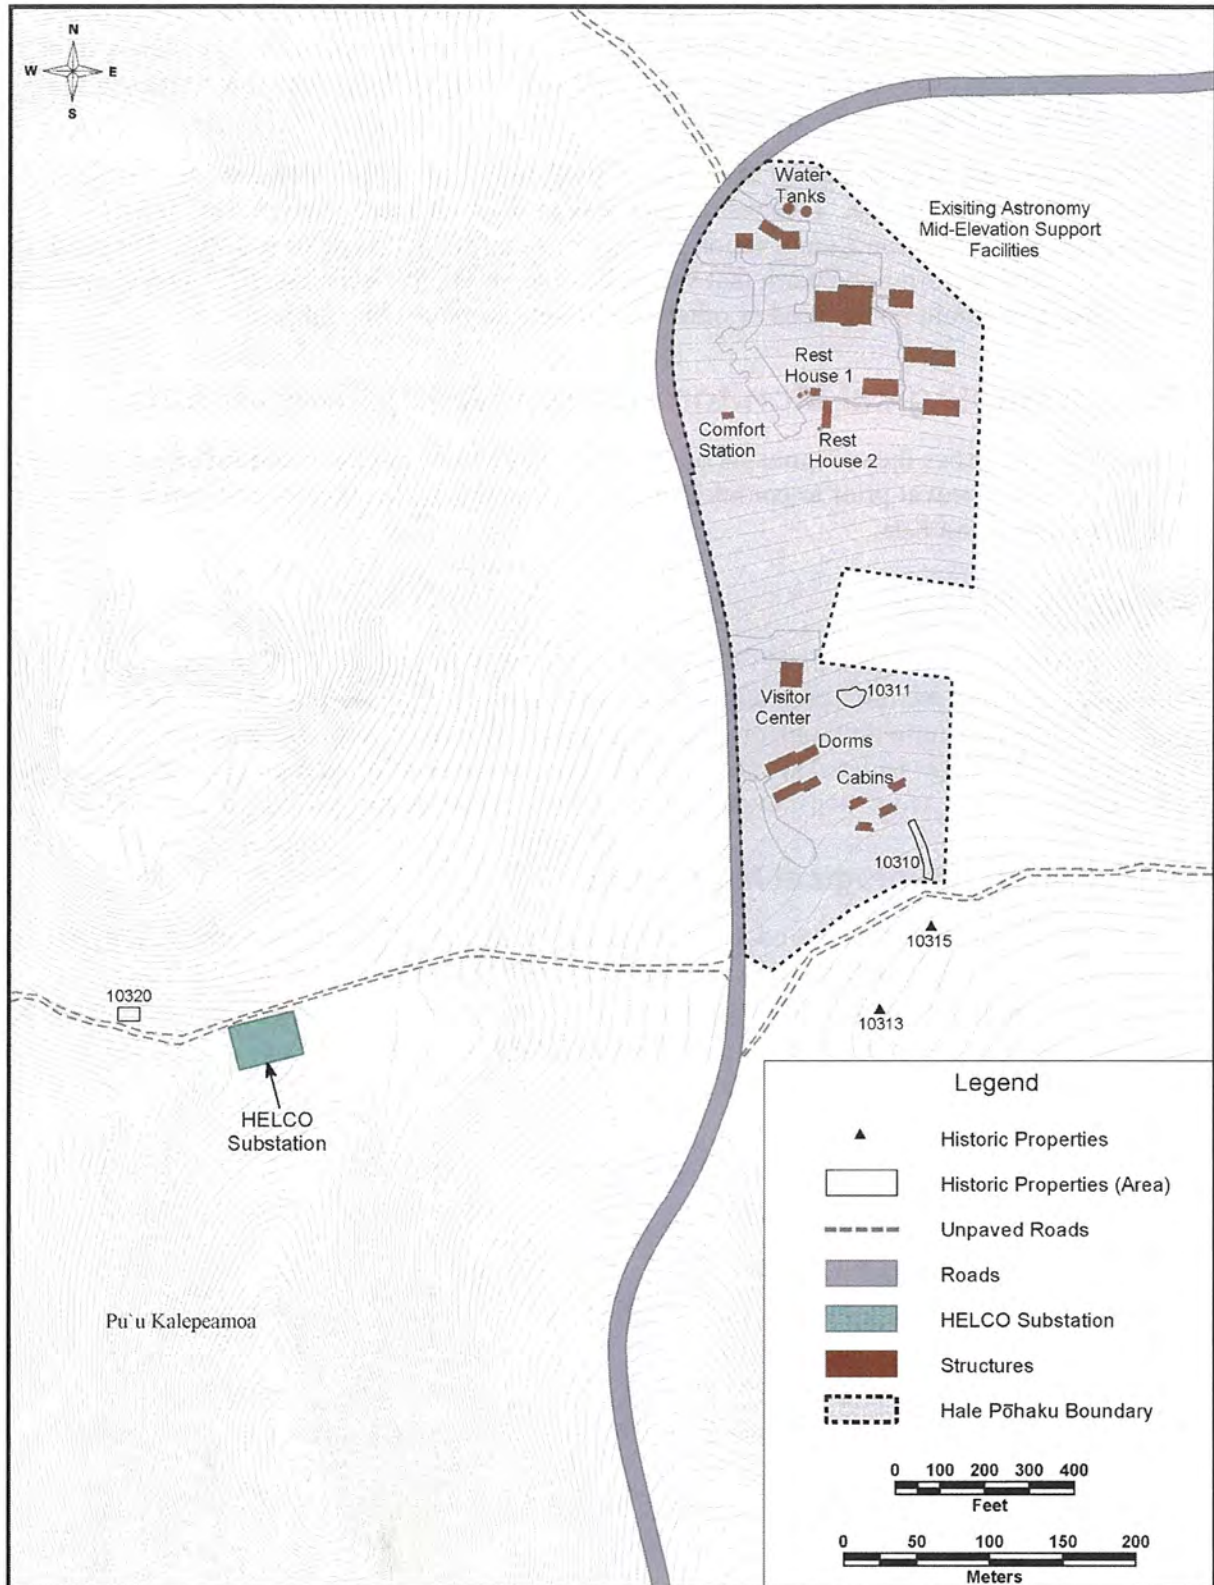 N
W E
S
Water
Tanks
Exisiting Astronomy
Mid-Elevation Support
Facilities
Rest
House 1
Comfort
Station
Rest
House 2
10311
Visitor
Center
Dorms
Cabins
10310
10315
10320
10313
HELCO
Substation
Pu`u Kalepeamoa
Legend
Historic Properties
Historic Properties (Area)
Unpaved Roads
Roads
HELCO Substation
Structures
Hale Pōhaku Boundary
0 100 200 300 400
Feet
0 50 100 150 200
Meters